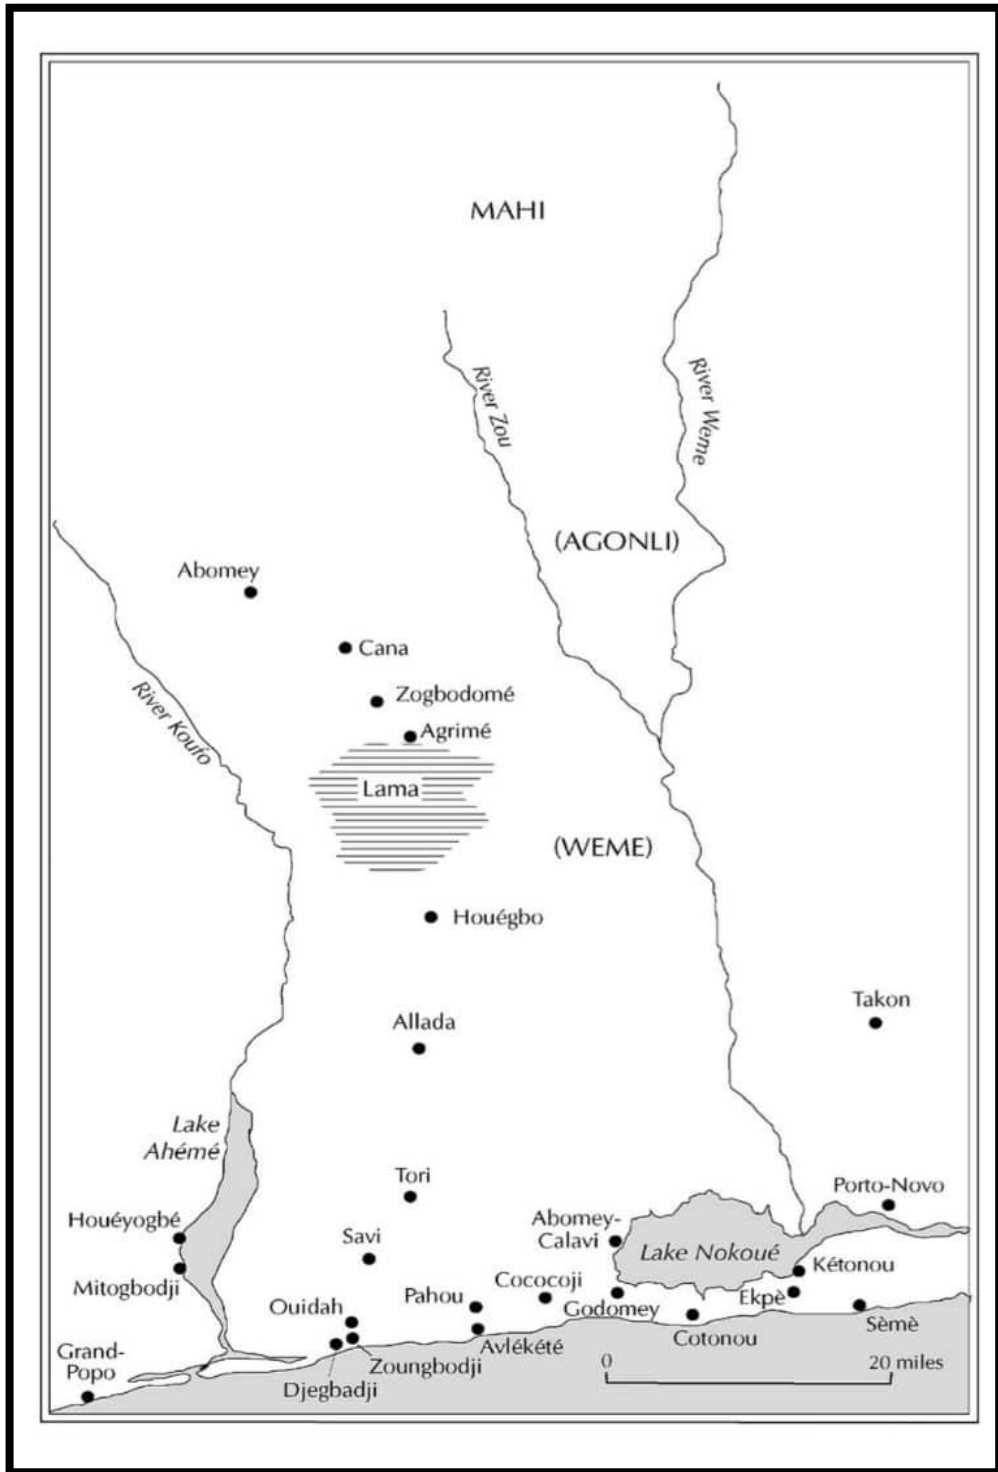 MAHI
River Zou
River Weme
(AGONLI)
Abomey
Cana
River Koufo
Zogbodomé
Agrimé
Lama
(WEME)
Houégbo
Takon
Allada
Lake
Ahémé
Tori
Porto-Novo
Houéyogbé
Savi
Abomey-
Calavi
Lake Nokoué
Kétonou
Mitogbodji
Cococoji
Pahou
Ouidah
Godomey
Ekpè
Sèmè
Cotonou
Avlékété
Grand-
Popo
Zoungbodji
Djegbadji
0
20 miles